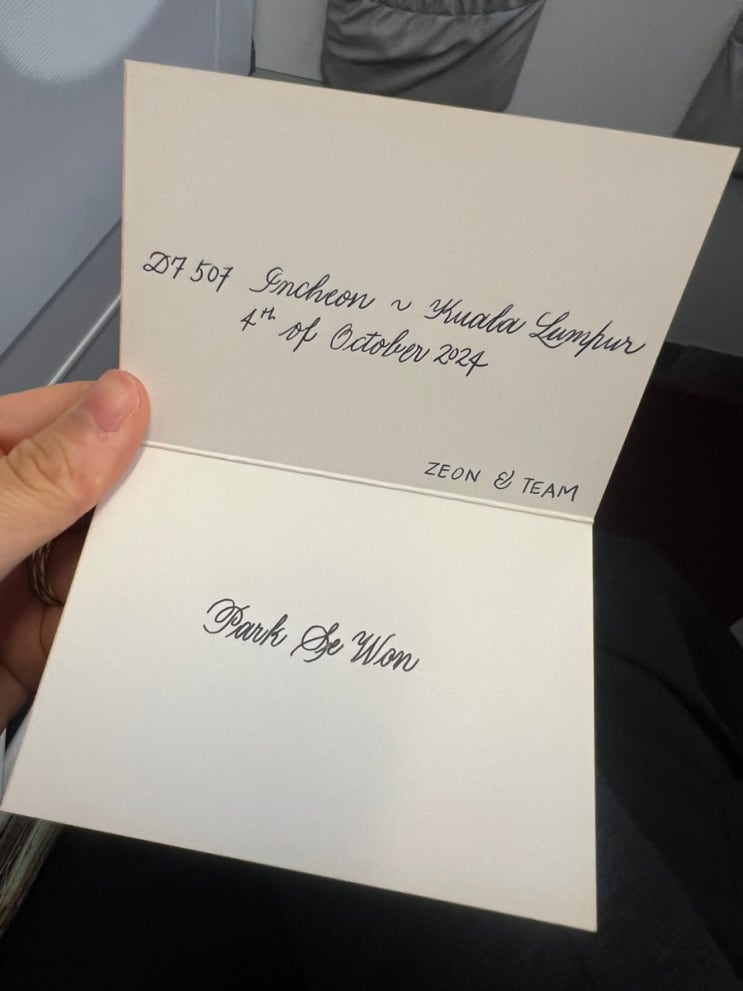 D7 507 Incheon ~ Kuala Lumpur
4th of October 2024
ZEON & TEAM
Park Se Won